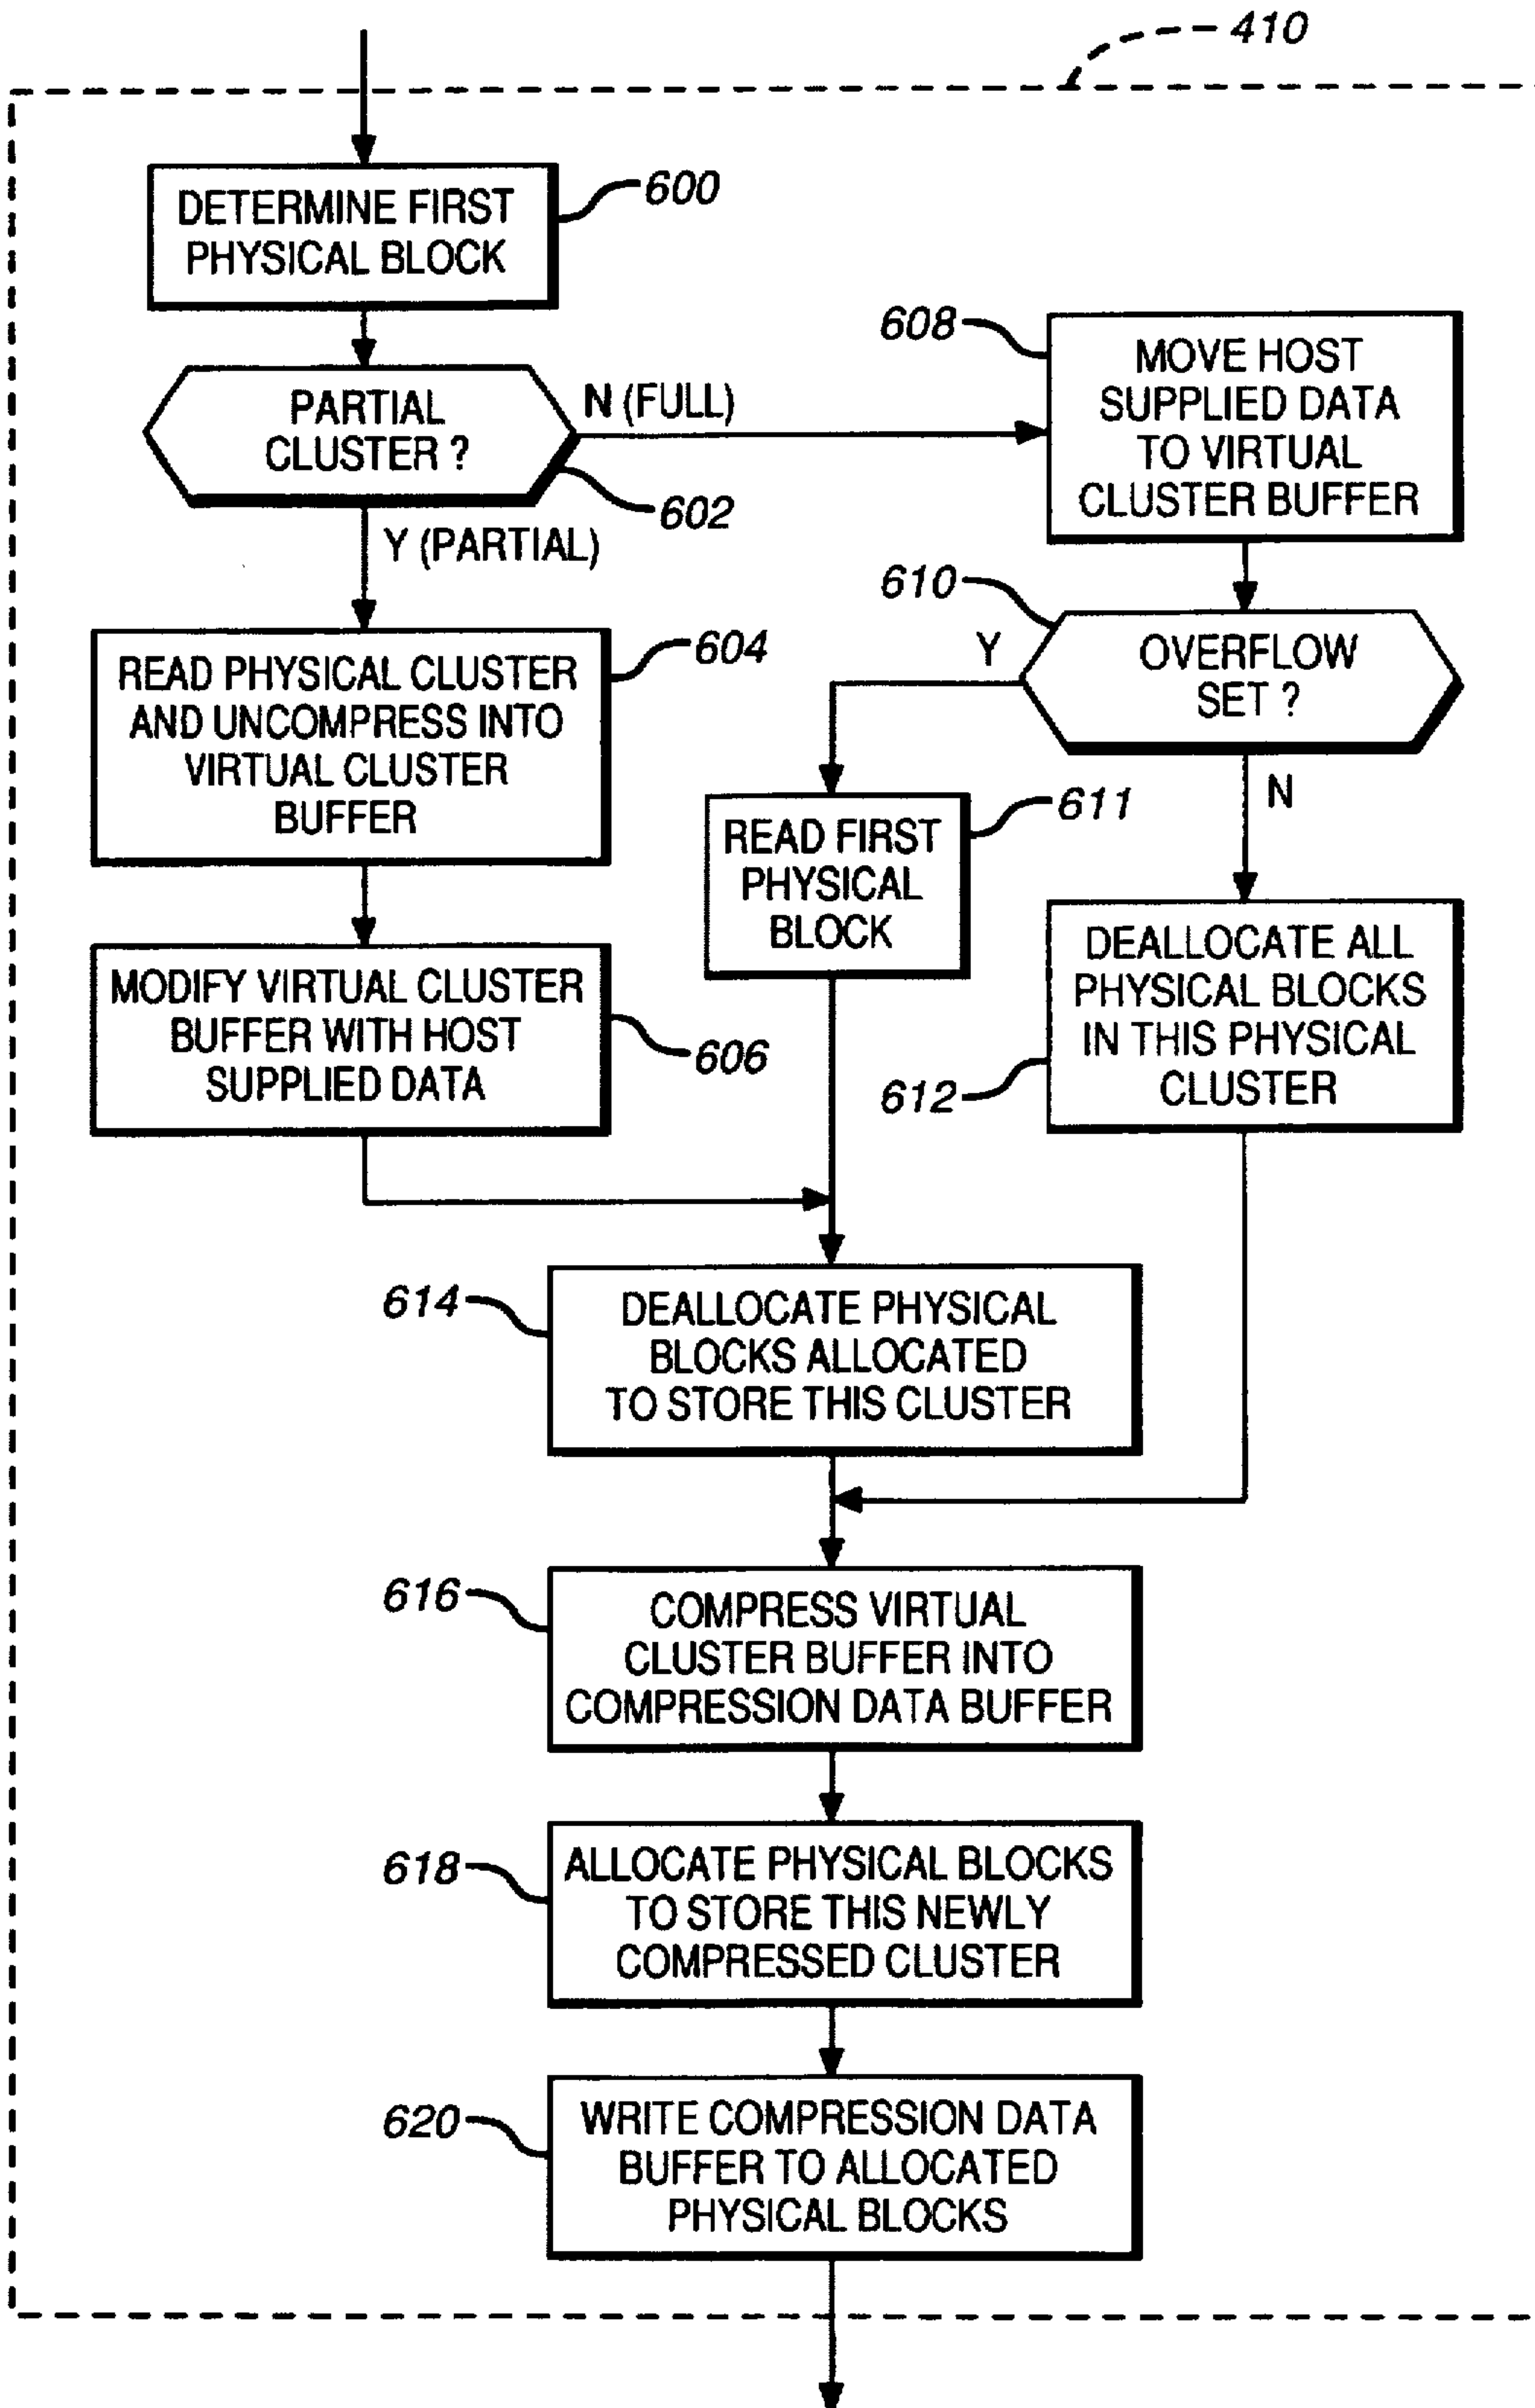 410
DETERMINE FIRST
PHYSICAL BLOCK
600
PARTIAL
CLUSTER ?
602
N (FULL)
Y (PARTIAL)
READ PHYSICAL CLUSTER
AND UNCOMPRESS INTO
VIRTUAL CLUSTER
BUFFER
604
MODIFY VIRTUAL CLUSTER
BUFFER WITH HOST
SUPPLIED DATA
606
608
MOVE HOST
SUPPLIED DATA
TO VIRTUAL
CLUSTER BUFFER
610
OVERFLOW
SET ?
Y
N
READ FIRST
PHYSICAL
BLOCK
611
DEALLOCATE ALL
PHYSICAL BLOCKS
IN THIS PHYSICAL
CLUSTER
612
614
DEALLOCATE PHYSICAL
BLOCKS ALLOCATED
TO STORE THIS CLUSTER
616
COMPRESS VIRTUAL
CLUSTER BUFFER INTO
COMPRESSION DATA BUFFER
618
ALLOCATE PHYSICAL BLOCKS
TO STORE THIS NEWLY
COMPRESSED CLUSTER
620
WRITE COMPRESSION DATA
BUFFER TO ALLOCATED
PHYSICAL BLOCKS